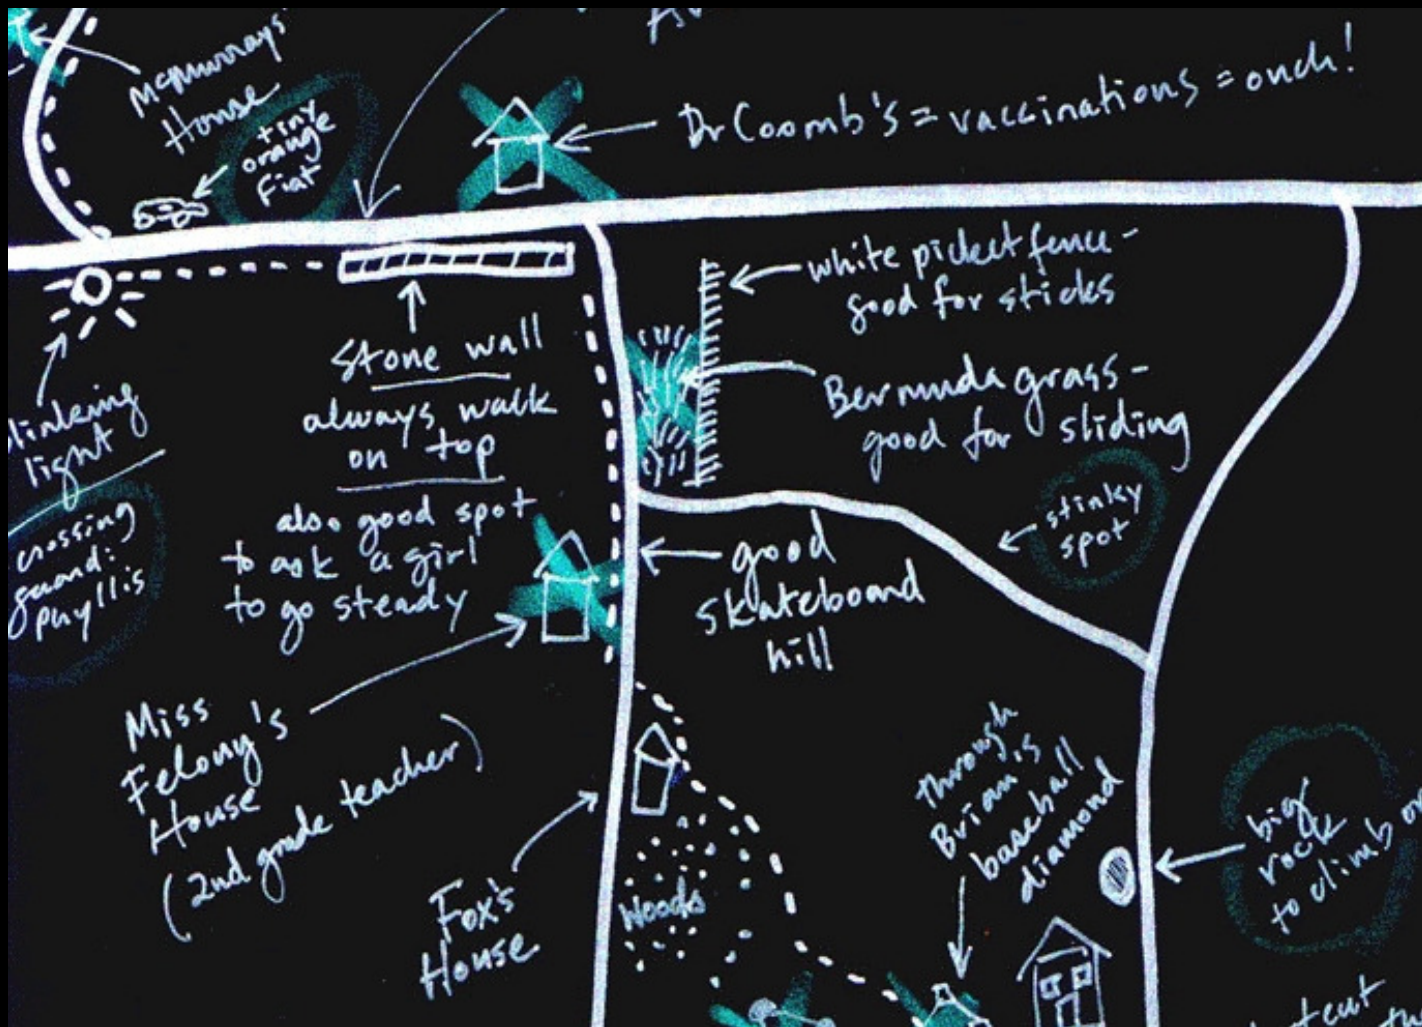 McMurrays'
House
tiny
orange
Fiat
Dr Coomb's = vaccinations = ouch!
white picket fence -
good for sticks
Bermuda grass -
good for sliding
stone wall
always walk
on top
also good spot
to ask a girl
to go steady
light
crossing
guard:
phyllis
stinky
spot
good
skateboard
hill
Miss
Felony's
House
(2nd grade teacher)
Fox's
House
Woods
through
Brian's
baseball
diamond
big
rock
to climb